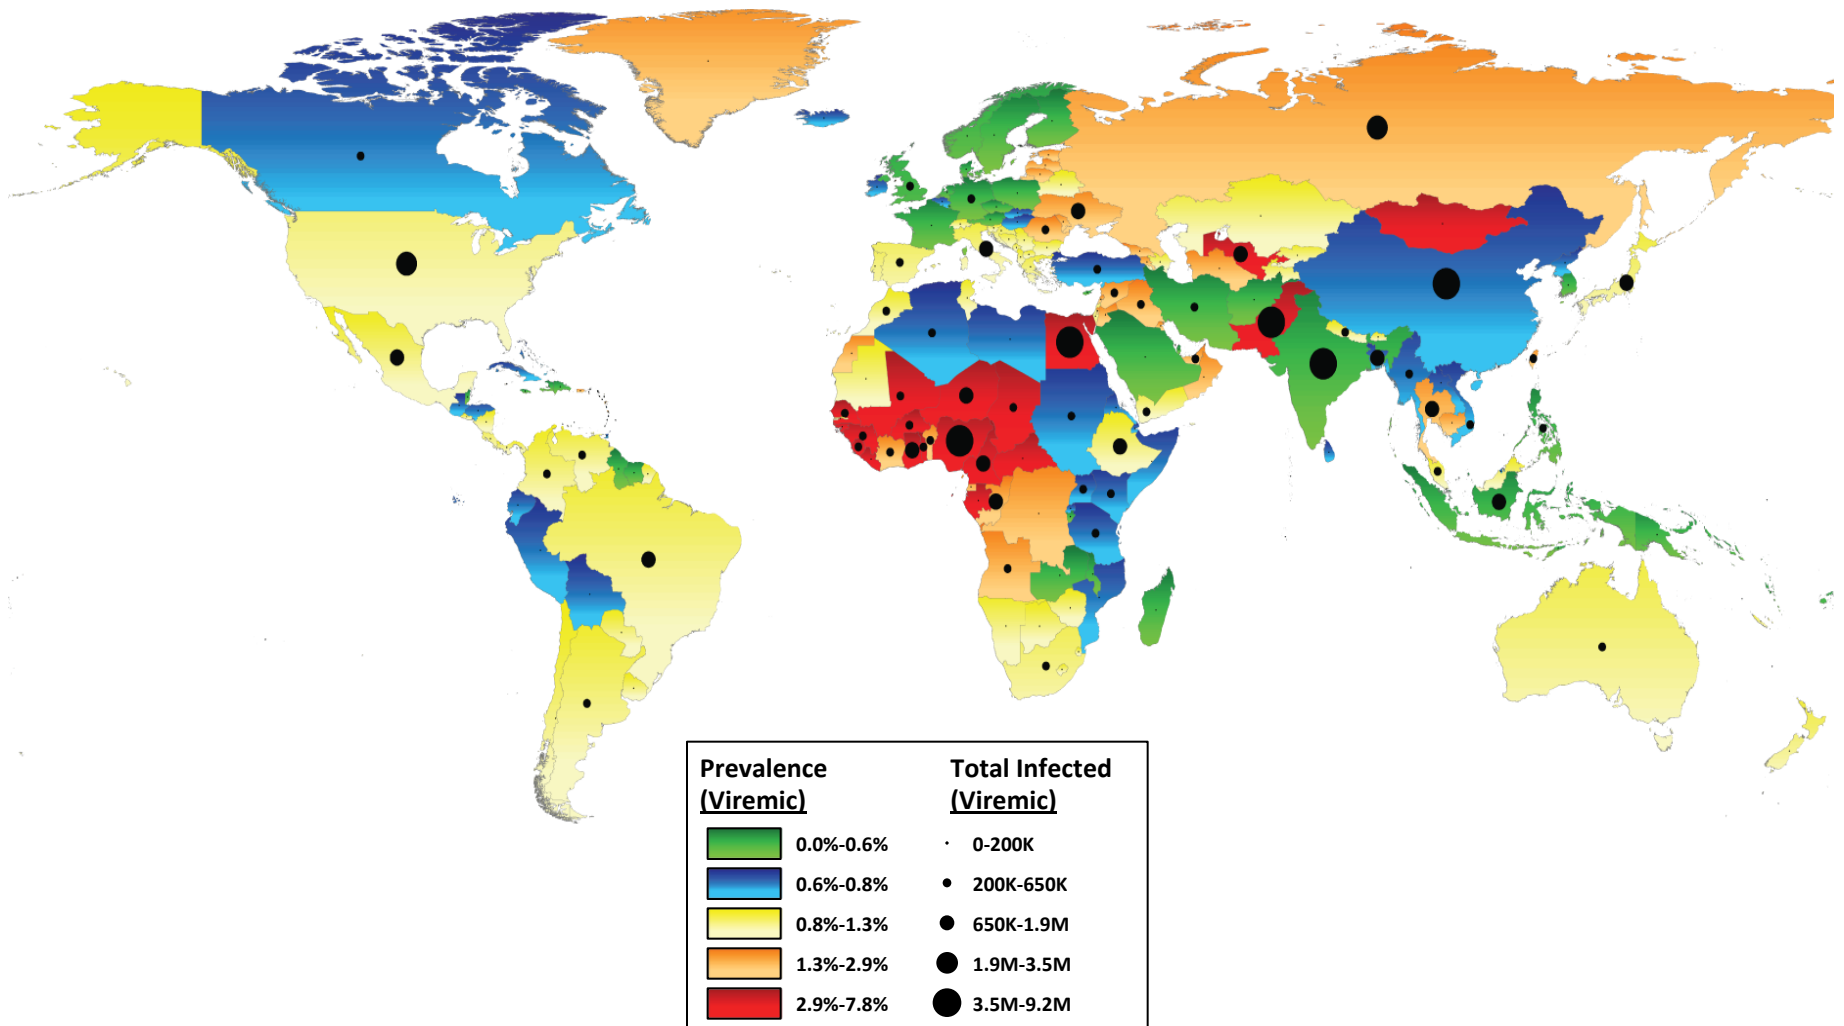 Prevalence
(Viremic)
Total Infected
(Viremic)
0.0%-0.6%
0-200K
0.6%-0.8%
200K-650K
0.8%-1.3%
650K-1.9M
1.3%-2.9%
1.9M-3.5M
2.9%-7.8%
3.5M-9.2M